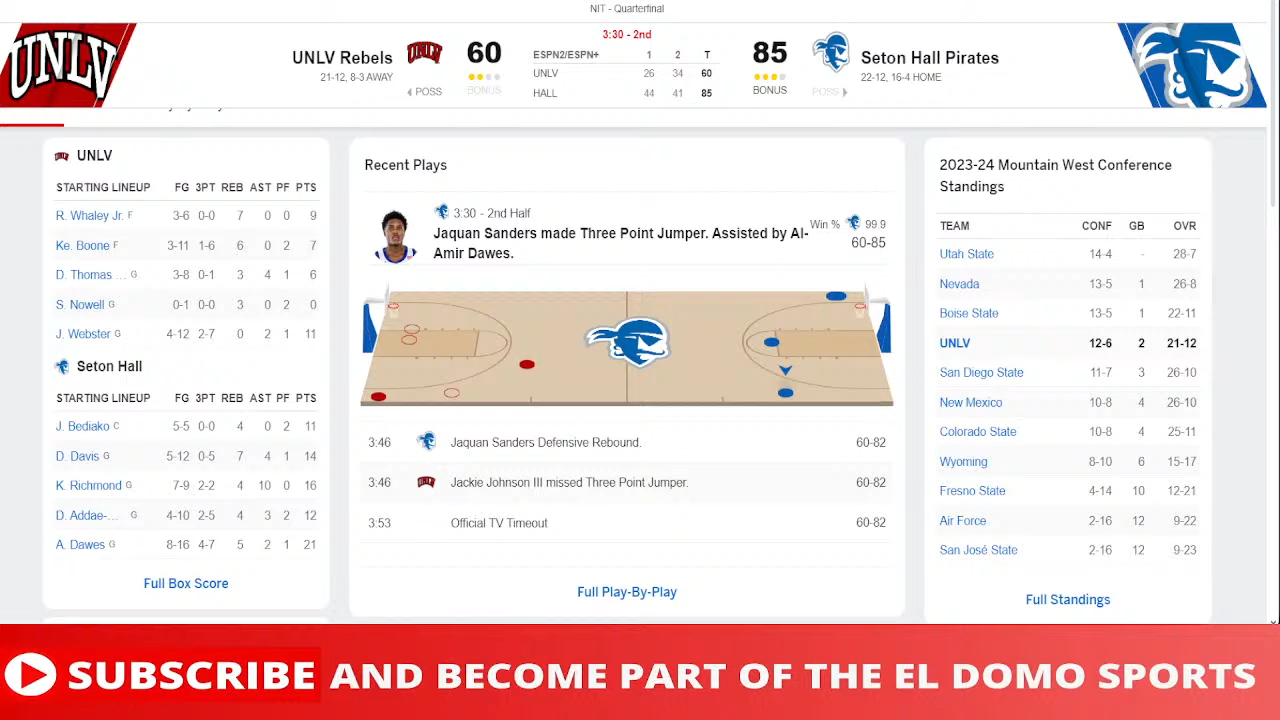 NIT - Quarterfinal
UNLV
UNLV Rebels
21-12, 8-3 AWAY
UNLV
60
POSS
BONUS
3:30 - 2nd
ESPN2/ESPN+ 1 2 T
UNLV 26 34 60
HALL 44 41 85
85
BONUS
POSS
Seton Hall Pirates
22-12, 16-4 HOME
UNLV
STARTING LINEUP FG 3PT REB AST PF PTS
R. Whaley Jr. F 3-6 0-0 7 0 0 9
Ke. Boone F 3-11 1-6 6 0 2 7
D. Thomas ... G 3-8 0-1 3 4 1 6
S. Nowell G 0-1 0-0 3 0 2 0
J. Webster G 4-12 2-7 0 2 1 11
Seton Hall
STARTING LINEUP FG 3PT REB AST PF PTS
J. Bediako C 5-5 0-0 4 0 2 11
D. Davis G 5-12 0-5 7 4 1 14
K. Richmond G 7-9 2-2 4 10 0 16
D. Addae-... G 4-10 2-5 4 3 2 12
A. Dawes G 8-16 4-7 5 2 1 21
Full Box Score
Recent Plays
3:30 - 2nd Half
Jaquan Sanders made Three Point Jumper. Assisted by Al-
Amir Dawes.
Win % 99.9
60-85
3:46 Jaquan Sanders Defensive Rebound. 60-82
3:46 Jackie Johnson III missed Three Point Jumper. 60-82
3:53 Official TV Timeout 60-82
Full Play-By-Play
2023-24 Mountain West Conference
Standings
TEAM CONF GB OVR
Utah State 14-4 - 28-7
Nevada 13-5 1 26-8
Boise State 13-5 1 22-11
UNLV 12-6 2 21-12
San Diego State 11-7 3 26-10
New Mexico 10-8 4 26-10
Colorado State 10-8 4 25-11
Wyoming 8-10 6 15-17
Fresno State 4-14 10 12-21
Air Force 2-16 12 9-22
San José State 2-16 12 9-23
Full Standings
SUBSCRIBE AND BECOME PART OF THE EL DOMO SPORTS